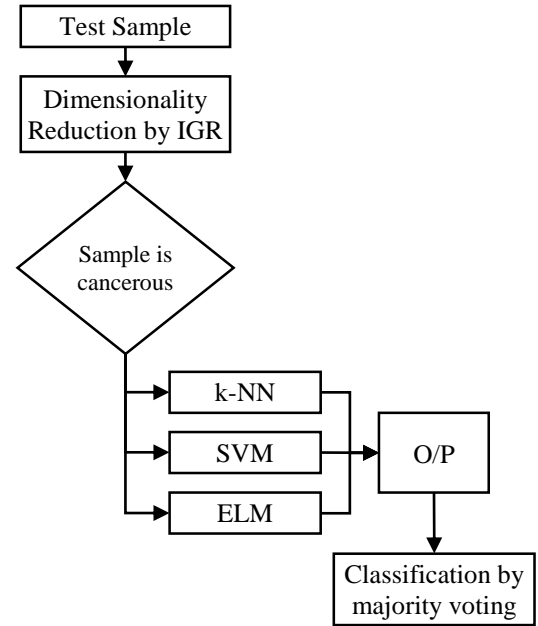 Test Sample
Dimensionality
Reduction by IGR
Sample is
cancerous
k-NN
SVM
ELM
O/P
Classification by
majority voting